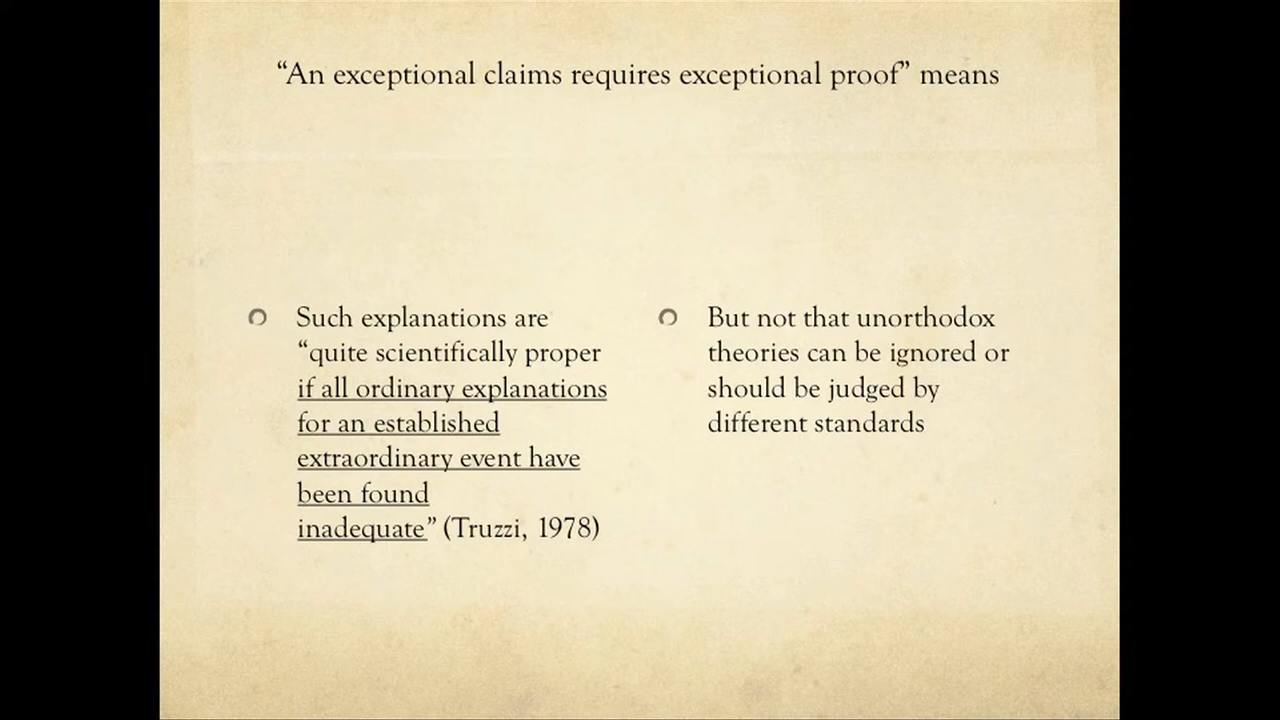 “An exceptional claims requires exceptional proof” means
Such explanations are
“quite scientifically proper
if all ordinary explanations
for an established
extraordinary event have
been found
inadequate” (Truzzi, 1978)
But not that unorthodox
theories can be ignored or
should be judged by
different standards